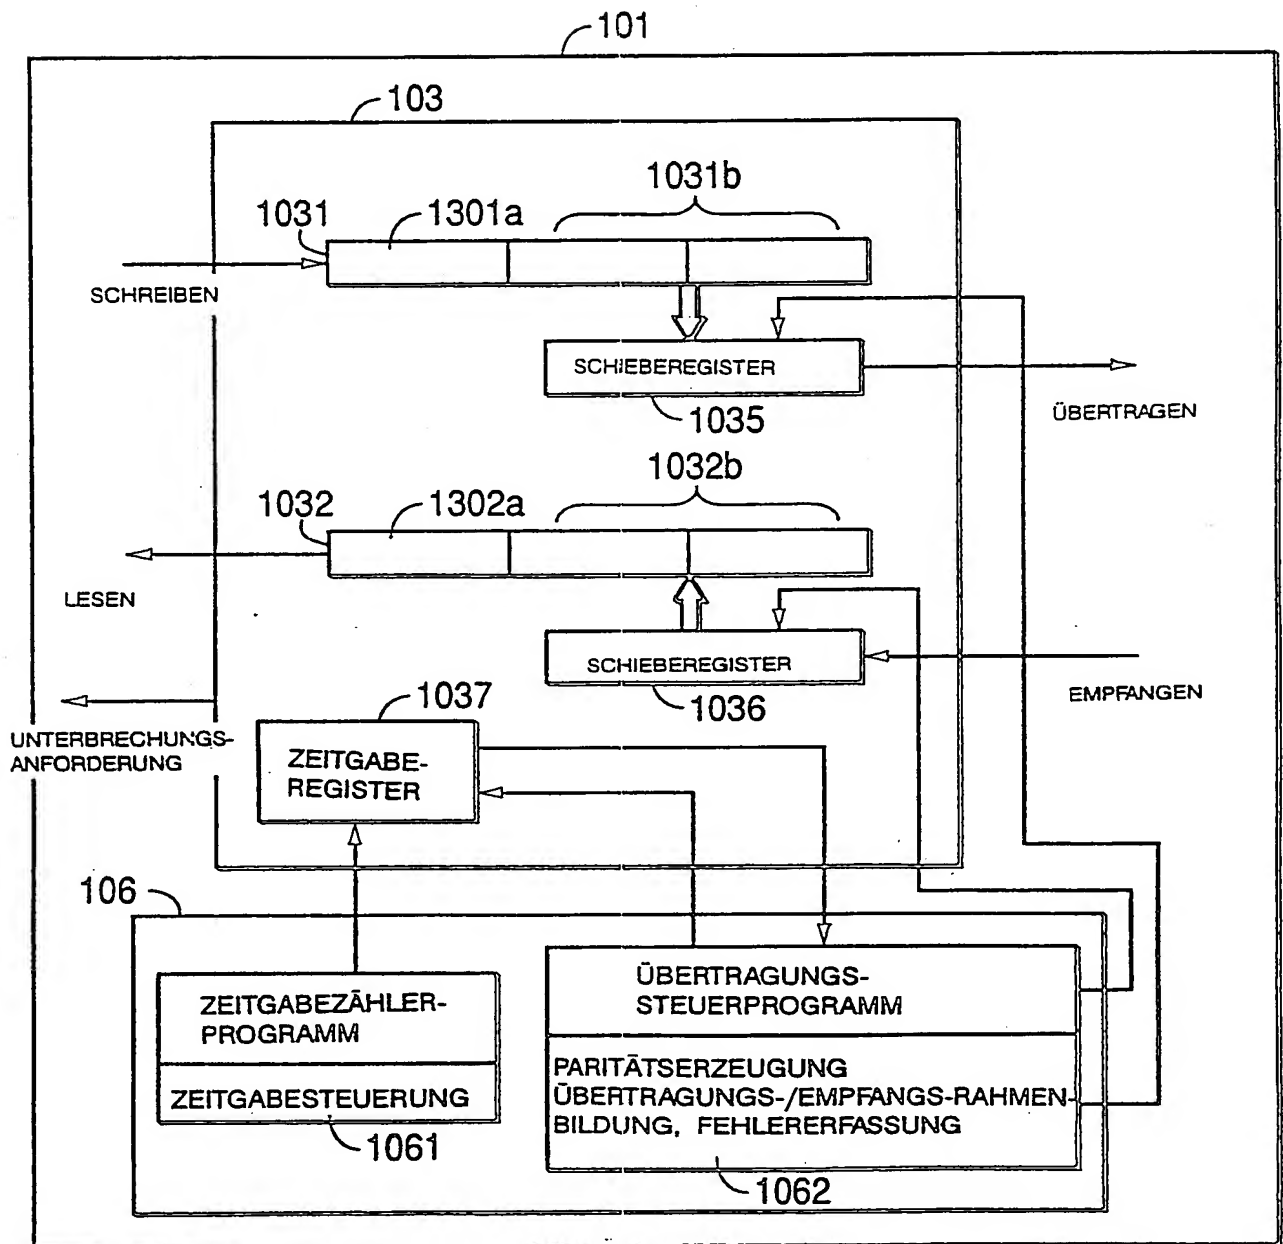 101
103
1031b
1031
1301a
SCHREIBEN
SCHIEBEREGISTER
1035
ÜBERTRAGEN
1032b
1032
1302a
LESEN
SCHIEBEREGISTER
1036
EMPFANGEN
1037
UNTERBRECHUNGS-
ANFORDERUNG
ZEITGABE-
REGISTER
106
ZEITGABEZÄHLER-
PROGRAMM
ZEITGABESTEUERUNG
1061
ÜBERTRAGUNGS-
STEUERPROGRAMM
PARITÄTSERZEUGUNG
ÜBERTRAGUNGS-/EMPFANGS-RAHMEN-
BILDUNG, FEHLERERFASSUNG
1062